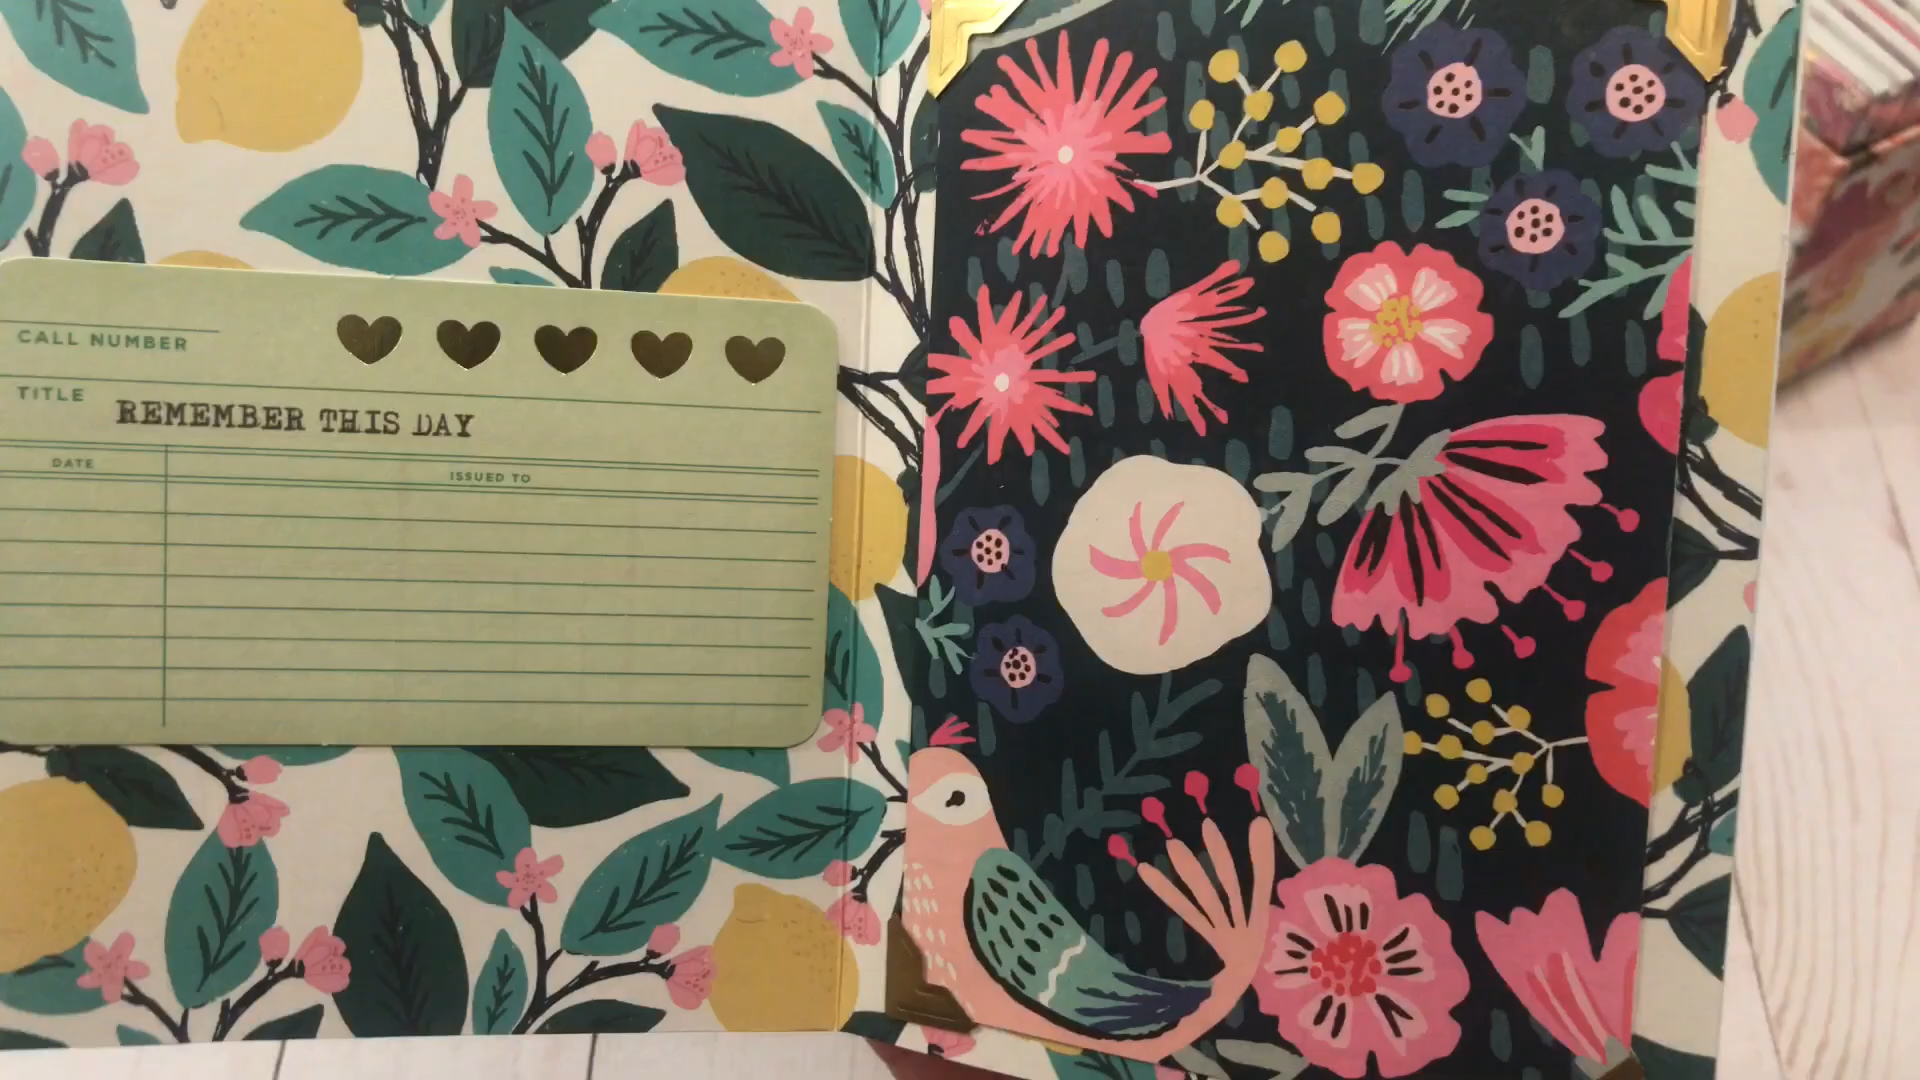 CALL NUMBER
TITLE
REMEMBER THIS DAY
DATE
ISSUED TO